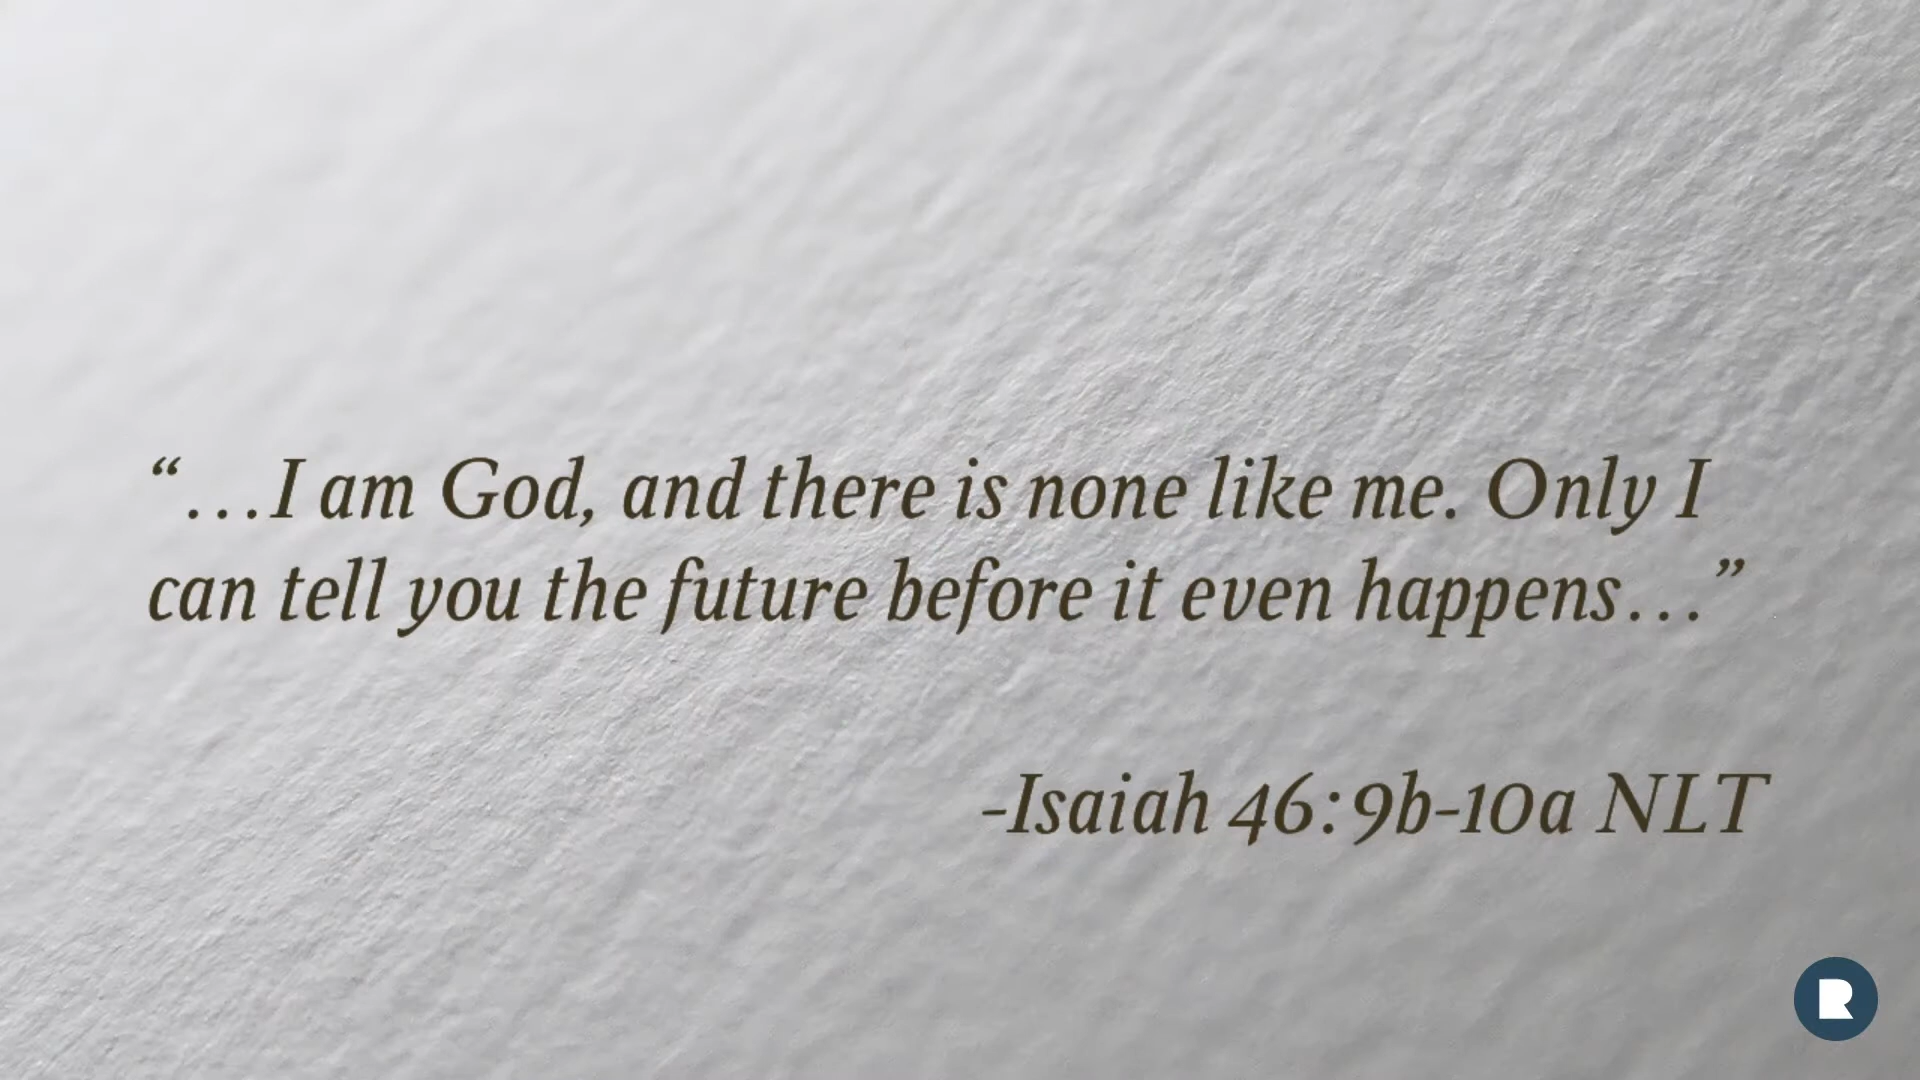 “…I am God, and there is none like me. Only I
can tell you the future before it even happens…”
-Isaiah 46:9b-10a NLT
R